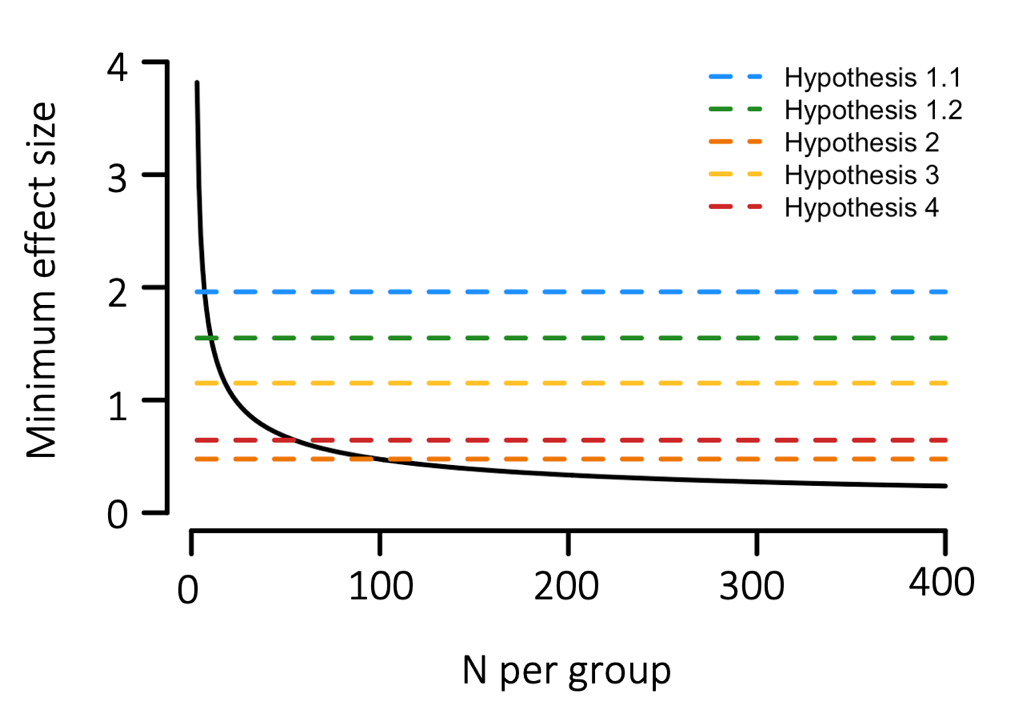 Minimum effect size
4
3
2
1
0
Hypothesis 1.1
Hypothesis 1.2
Hypothesis 2
Hypothesis 3
Hypothesis 4
0 100 200 300 400
N per group